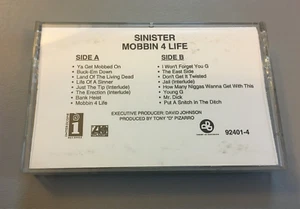 SINISTER
MOBBIN 4 LIFE
SIDE A
• Ya Get Mobbed On
• Buck-Em Down
• Land Of The Living Dead
• Life Of A Sinner
• Just The Tip (Interlude)
• The Erection (Interlude)
• Bank Heist
• Mobbin 4 Life
SIDE B
• I Won't Forget You G
• The East Side
• Don't Get It Twisted
• Jail (Interlude)
• How Many Niggas Wanna Get With This
• Young G
• Mr. Dick
• Put A Snitch In The Ditch
EXECUTIVE PRODUCER: DAVID JOHNSON
PRODUCED BY TONY "D" PIZARRO
92401-4